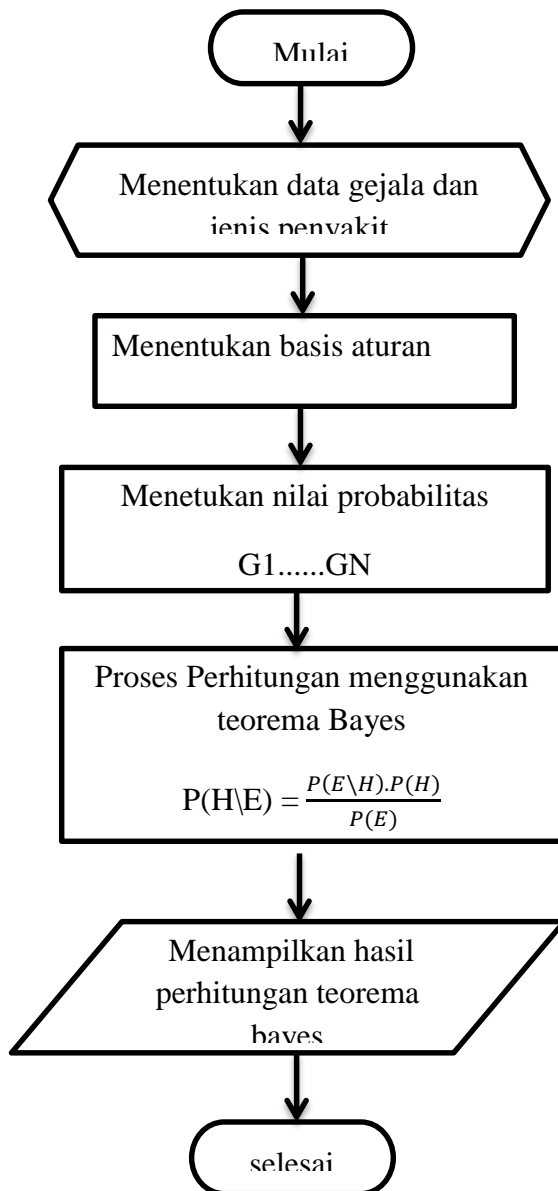 Mulai
Menentukan data gejala dan
jenis penyakit
Menentukan basis aturan
Menetukan nilai probabilitas
G1......GN
Proses Perhitungan menggunakan
teorema Bayes
P(H\E) = \frac{P(E\H).P(H)}{P(E)}
Menampilkan hasil
perhitungan teorema
bayes
selesai